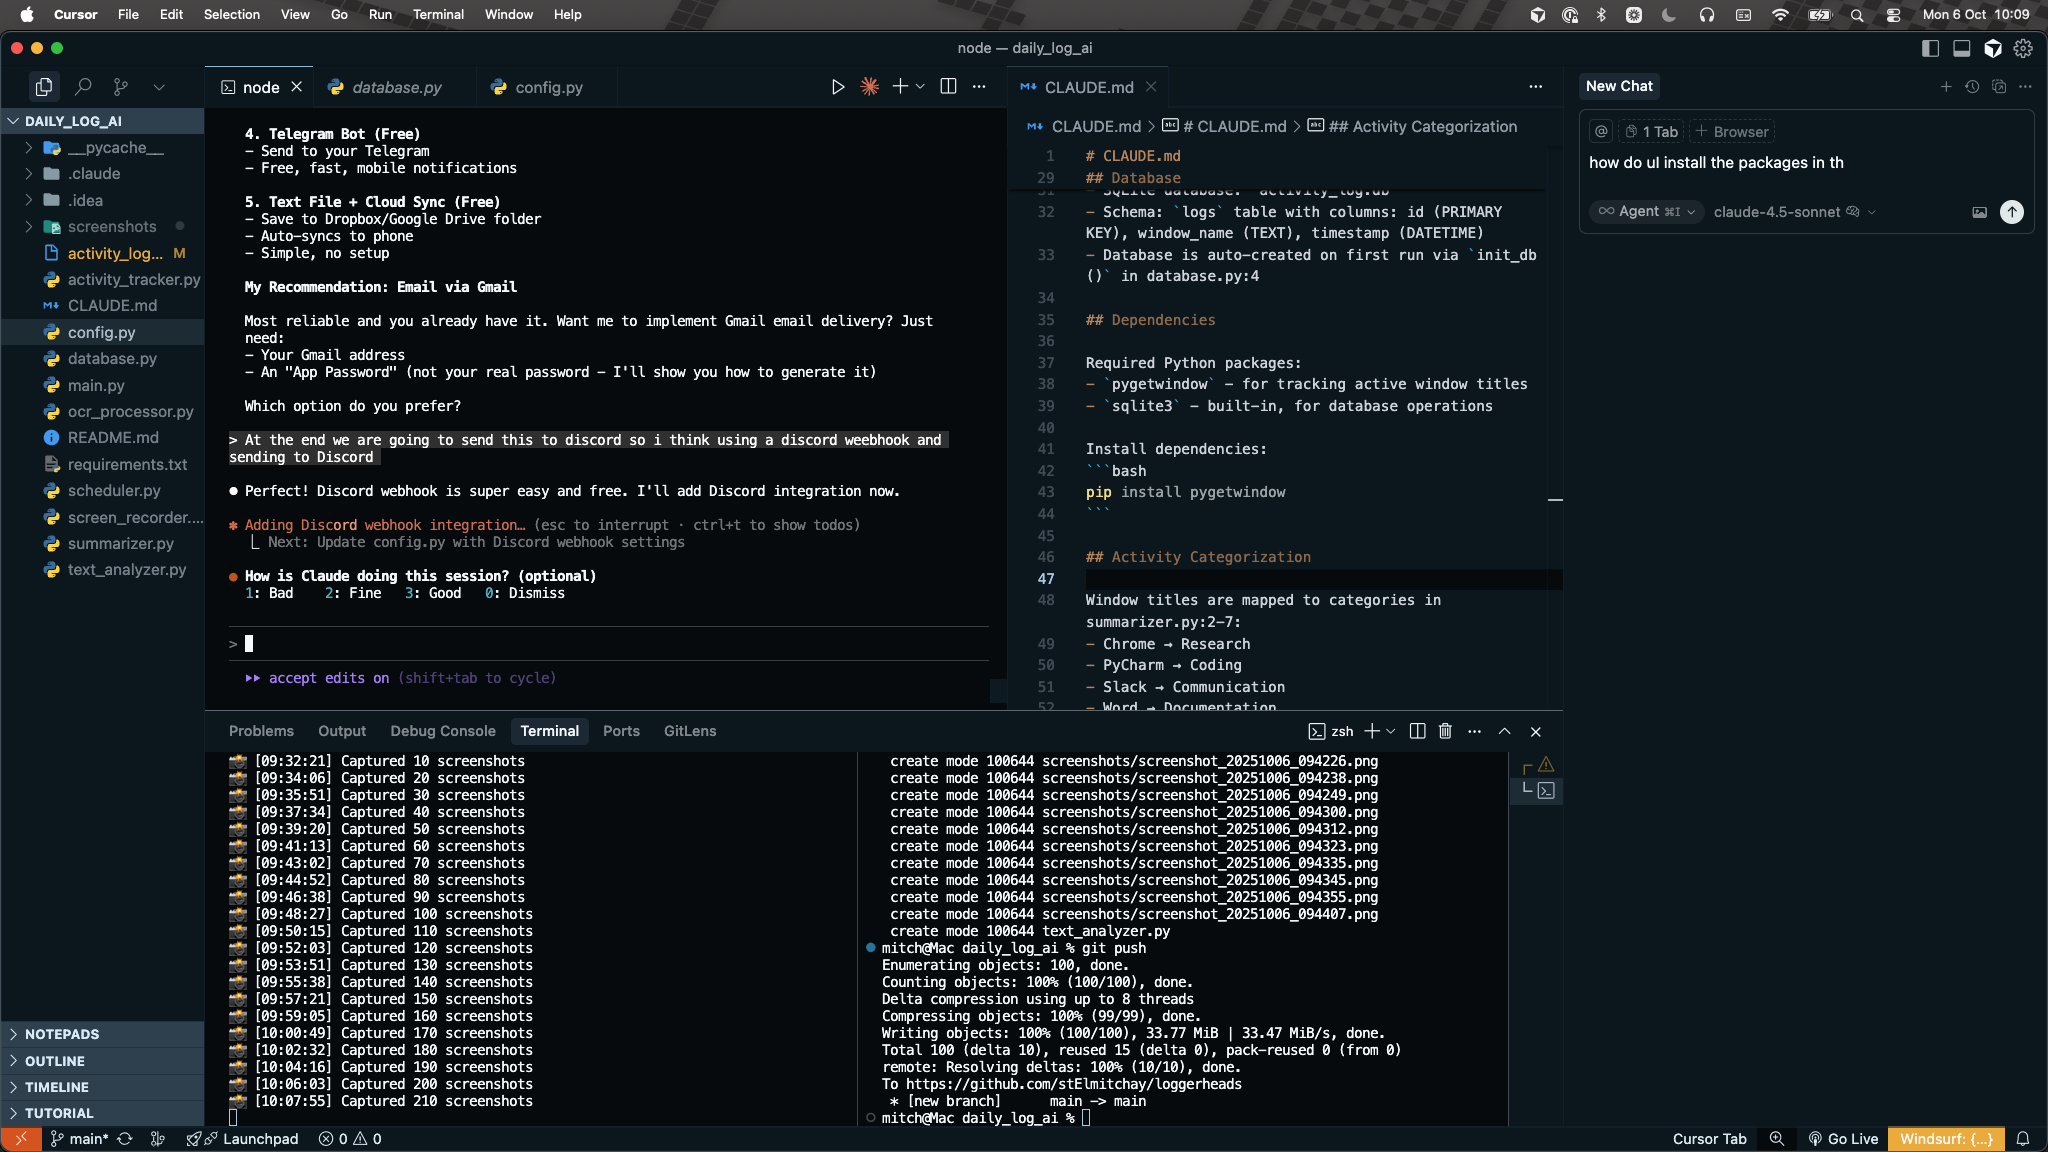 Cursor File Edit Selection View Go Run Terminal Window Help
Mon 6 Oct 10:09
node — daily_log_ai
DAILY_LOG_AI
__pycache__
.claude
.idea
screenshots
activity_log... M
activity_tracker.py
CLAUDE.md
config.py
database.py
main.py
ocr_processor.py
README.md
requirements.txt
scheduler.py
screen_recorder....
summarizer.py
text_analyzer.py
NOTEPADS
OUTLINE
TIMELINE
TUTORIAL
node database.py config.py
4. Telegram Bot (Free)
- Send to your Telegram
- Free, fast, mobile notifications
5. Text File + Cloud Sync (Free)
- Save to Dropbox/Google Drive folder
- Auto-syncs to phone
- Simple, no setup
My Recommendation: Email via Gmail
Most reliable and you already have it. Want me to implement Gmail email delivery? Just
need:
- Your Gmail address
- An "App Password" (not your real password - I'll show you how to generate it)
Which option do you prefer?
> At the end we are going to send this to discord so i think using a discord weebhook and
sending to Discord
● Perfect! Discord webhook is super easy and free. I'll add Discord integration now.
✽ Adding Discord webhook integration… (esc to interrupt · ctrl+t to show todos)
⎿ Next: Update config.py with Discord webhook settings
● How is Claude doing this session? (optional)
1: Bad 2: Fine 3: Good 0: Dismiss
>
⏵⏵ accept edits on (shift+tab to cycle)
CLAUDE.md
CLAUDE.md > # CLAUDE.md > ## Activity Categorization
1 # CLAUDE.md
29 ## Database
31 - SQLite database: `activity_log.db`
32 - Schema: `logs` table with columns: id (PRIMARY
KEY), window_name (TEXT), timestamp (DATETIME)
33 - Database is auto-created on first run via `init_db
()` in database.py:4
34
35 ## Dependencies
36
37 Required Python packages:
38 - `pygetwindow` - for tracking active window titles
39 - `sqlite3` - built-in, for database operations
40
41 Install dependencies:
42 ```bash
43 pip install pygetwindow
44 ```
45
46 ## Activity Categorization
47
48 Window titles are mapped to categories in
summarizer.py:2-7:
49 - Chrome → Research
50 - PyCharm → Coding
51 - Slack → Communication
52 - Word → Documentation
New Chat
@ 1 Tab + Browser
how do uI install the packages in th
∞ Agent ⌘I claude-4.5-sonnet
Problems Output Debug Console Terminal Ports GitLens
zsh
[09:32:21] Captured 10 screenshots
[09:34:06] Captured 20 screenshots
[09:35:51] Captured 30 screenshots
[09:37:34] Captured 40 screenshots
[09:39:20] Captured 50 screenshots
[09:41:13] Captured 60 screenshots
[09:43:02] Captured 70 screenshots
[09:44:52] Captured 80 screenshots
[09:46:38] Captured 90 screenshots
[09:48:27] Captured 100 screenshots
[09:50:15] Captured 110 screenshots
[09:52:03] Captured 120 screenshots
[09:53:51] Captured 130 screenshots
[09:55:38] Captured 140 screenshots
[09:57:21] Captured 150 screenshots
[09:59:05] Captured 160 screenshots
[10:00:49] Captured 170 screenshots
[10:02:32] Captured 180 screenshots
[10:04:16] Captured 190 screenshots
[10:06:03] Captured 200 screenshots
[10:07:55] Captured 210 screenshots
create mode 100644 screenshots/screenshot_20251006_094226.png
create mode 100644 screenshots/screenshot_20251006_094238.png
create mode 100644 screenshots/screenshot_20251006_094249.png
create mode 100644 screenshots/screenshot_20251006_094300.png
create mode 100644 screenshots/screenshot_20251006_094312.png
create mode 100644 screenshots/screenshot_20251006_094323.png
create mode 100644 screenshots/screenshot_20251006_094335.png
create mode 100644 screenshots/screenshot_20251006_094345.png
create mode 100644 screenshots/screenshot_20251006_094355.png
create mode 100644 screenshots/screenshot_20251006_094407.png
create mode 100644 text_analyzer.py
mitch@Mac daily_log_ai % git push
Enumerating objects: 100, done.
Counting objects: 100% (100/100), done.
Delta compression using up to 8 threads
Compressing objects: 100% (99/99), done.
Writing objects: 100% (100/100), 33.77 MiB | 33.47 MiB/s, done.
Total 100 (delta 10), reused 15 (delta 0), pack-reused 0 (from 0)
remote: Resolving deltas: 100% (10/10), done.
To https://github.com/stElmitchay/loggerheads
* [new branch] main -> main
mitch@Mac daily_log_ai %
main* Launchpad 0 0
Cursor Tab Go Live Windsurf: {...}